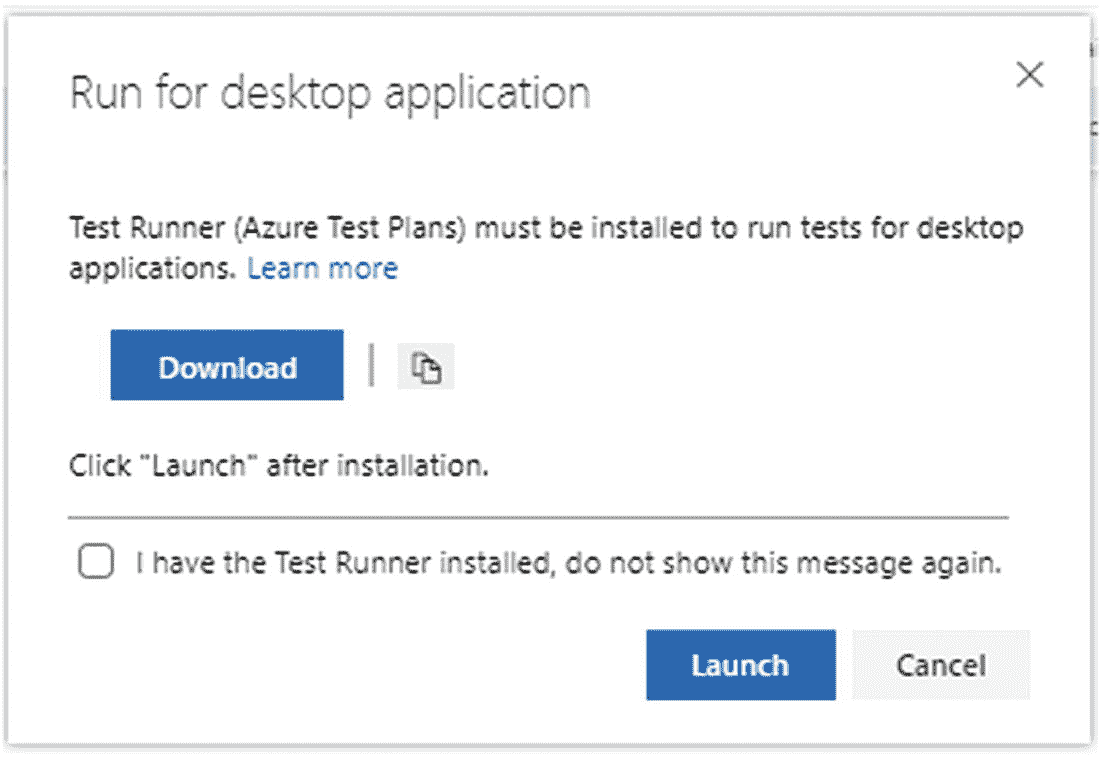 Run for desktop application
Test Runner (Azure Test Plans) must be installed to run tests for desktop
applications. Learn more
Download
Click "Launch" after installation.
I have the Test Runner installed, do not show this message again.
Launch Cancel